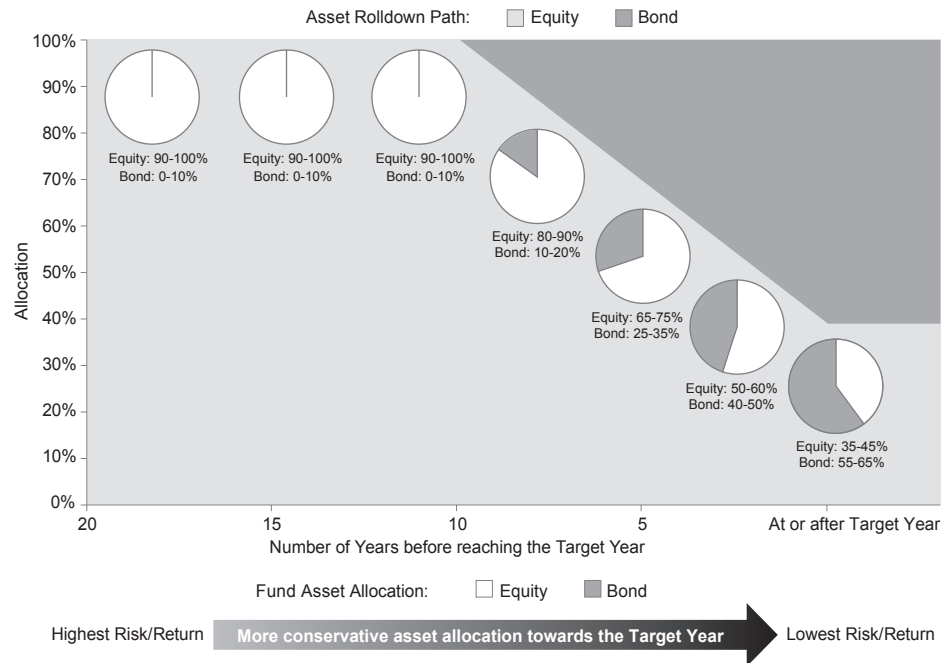 Asset Rolldown Path: Equity Bond
100%
90%
80%
70%
60%
50%
40%
30%
20%
10%
0%
Allocation
Equity: 90-100%
Bond: 0-10%
Equity: 90-100%
Bond: 0-10%
Equity: 90-100%
Bond: 0-10%
Equity: 80-90%
Bond: 10-20%
Equity: 65-75%
Bond: 25-35%
Equity: 50-60%
Bond: 40-50%
Equity: 35-45%
Bond: 55-65%
20 15 10 5 At or after Target Year
Number of Years before reaching the Target Year
Fund Asset Allocation: Equity Bond
Highest Risk/Return More conservative asset allocation towards the Target Year Lowest Risk/Return